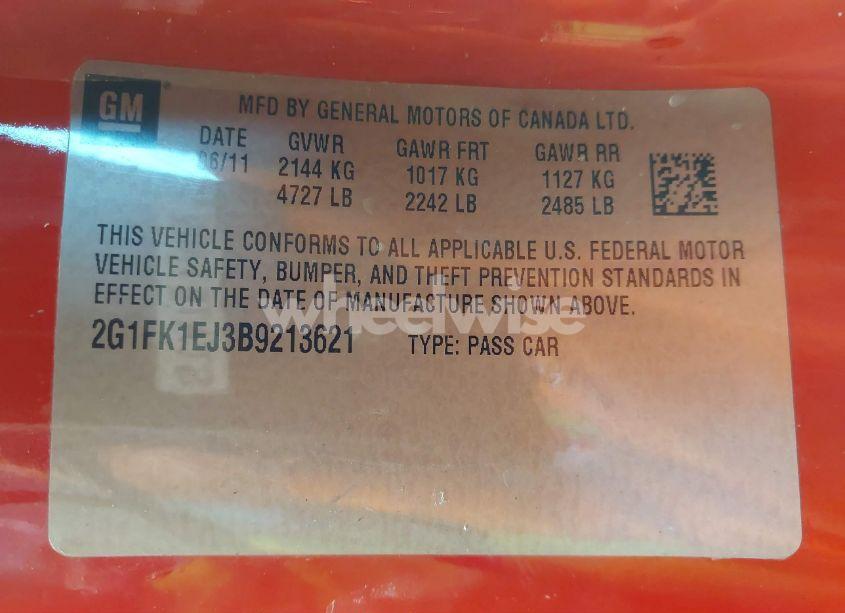 GM
MFD BY GENERAL MOTORS OF CANADA LTD.
DATE GVWR GAWR FRT GAWR RR
06/11 2144 KG 1017 KG 1127 KG
4727 LB 2242 LB 2485 LB
THIS VEHICLE CONFORMS TO ALL APPLICABLE U.S. FEDERAL MOTOR
VEHICLE SAFETY, BUMPER, AND THEFT PREVENTION STANDARDS IN
EFFECT ON THE DATE OF MANUFACTURE SHOWN ABOVE.
wheelwise
2G1FK1EJ3B9213621 TYPE: PASS CAR